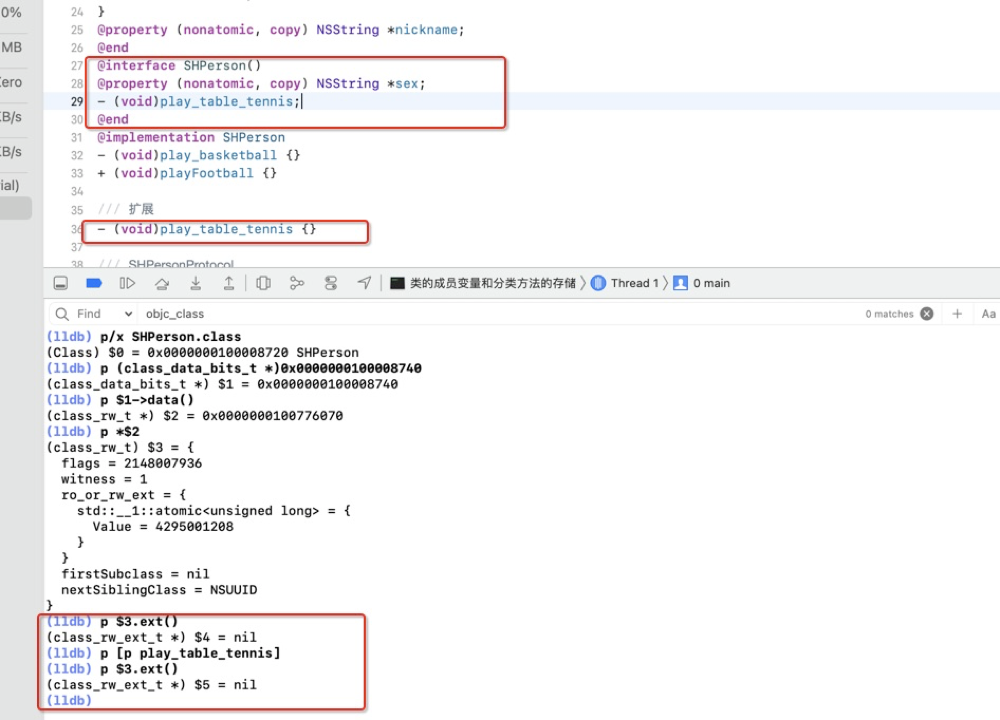 0%
MB
Zero
KB/s
KB/s
ial)
24 }
25 @property (nonatomic, copy) NSString *nickname;
26 @end
27 @interface SHPerson()
28 @property (nonatomic, copy) NSString *sex;
29 - (void)play_table_tennis;
30 @end
31 @implementation SHPerson
32 - (void)play_basketball {}
33 + (void)playFootball {}
34
35 /// 扩展
36 - (void)play_table_tennis {}
37
38 /// SHPersonProtocol
类的成员变量和分类方法的存储 Thread 1 0 main
Find objc_class 0 matches Aa
(lldb) p/x SHPerson.class
(Class) $0 = 0x0000000100008720 SHPerson
(lldb) p (class_data_bits_t *)0x0000000100008740
(class_data_bits_t *) $1 = 0x0000000100008740
(lldb) p $1->data()
(class_rw_t *) $2 = 0x0000000100776070
(lldb) p *$2
(class_rw_t) $3 = {
flags = 2148007936
witness = 1
ro_or_rw_ext = {
std::__1::atomic<unsigned long> = {
Value = 4295001208
}
}
firstSubclass = nil
nextSiblingClass = NSUUID
}
(lldb) p $3.ext()
(class_rw_ext_t *) $4 = nil
(lldb) p [p play_table_tennis]
(lldb) p $3.ext()
(class_rw_ext_t *) $5 = nil
(lldb)